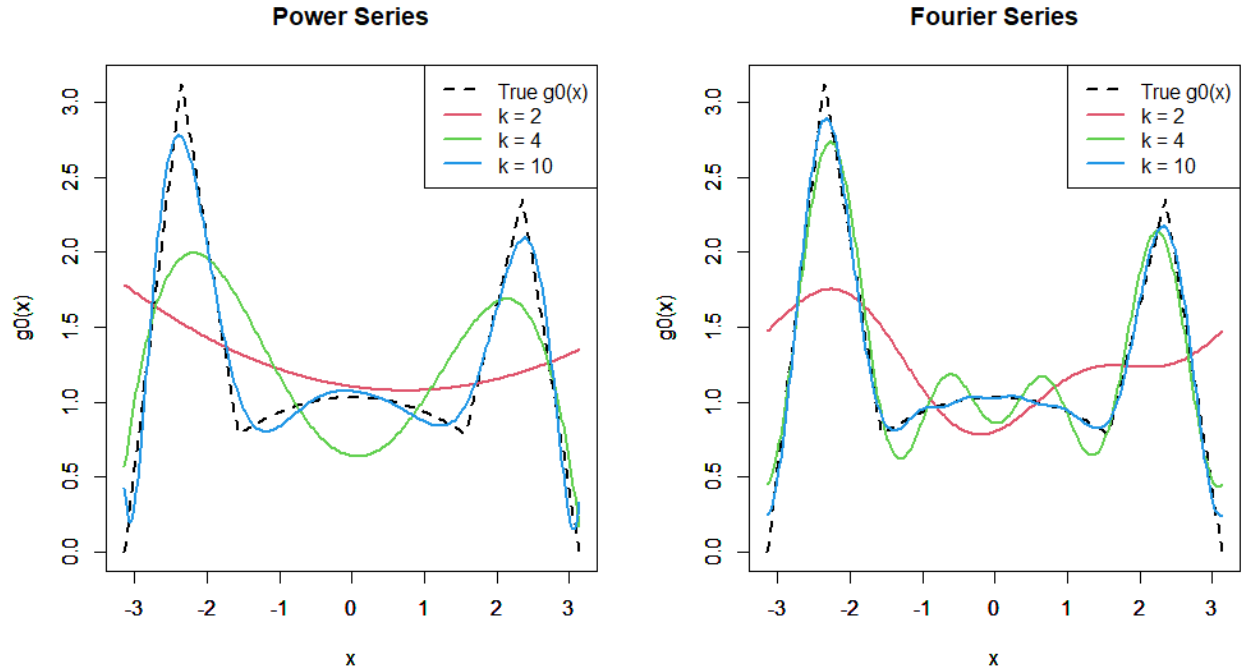 Power Series
g0(x)
3.0
2.5
2.0
1.5
1.0
0.5
0.0
True g0(x)
k = 2
k = 4
k = 10
-3 -2 -1 0 1 2 3
x
Fourier Series
g0(x)
3.0
2.5
2.0
1.5
1.0
0.5
0.0
True g0(x)
k = 2
k = 4
k = 10
-3 -2 -1 0 1 2 3
x